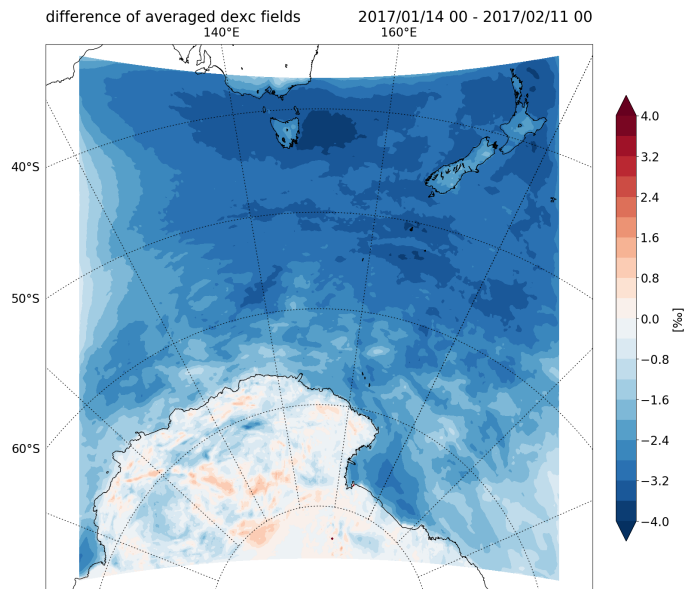 difference of averaged dexc fields 2017/01/14 00 - 2017/02/11 00
140°E 160°E
40°S
50°S
60°S
4.0
3.2
2.4
1.6
0.8
0.0
−0.8
−1.6
−2.4
−3.2
−4.0
[‰]